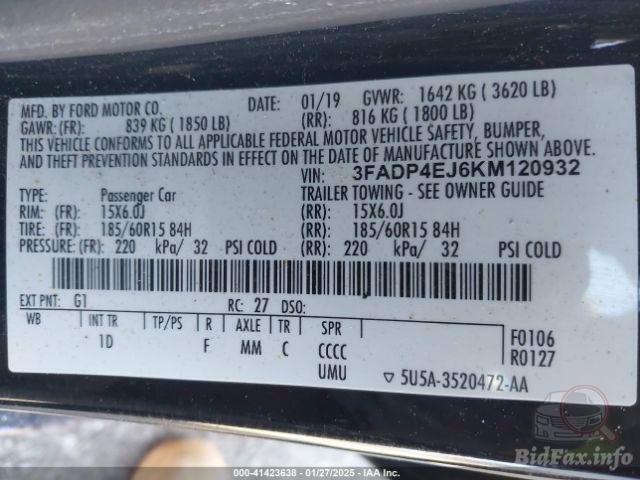 MFD. BY FORD MOTOR CO.
DATE: 01/19 GVWR: 1642 KG ( 3620 LB)
GAWR: (FR): 839 KG ( 1850 LB) (RR): 816 KG ( 1800 LB)
THIS VEHICLE CONFORMS TO ALL APPLICABLE FEDERAL MOTOR VEHICLE SAFETY, BUMPER,
AND THEFT PREVENTION STANDARDS IN EFFECT ON THE DATE OF MANUFACTURE SHOWN ABOVE.
VIN: 3FADP4EJ6KM120932
TYPE: Passenger Car TRAILER TOWING - SEE OWNER GUIDE
RIM: (FR): 15X6.0J (RR): 15X6.0J
TIRE: (FR): 185/60R15 84H (RR): 185/60R15 84H
PRESSURE: (FR): 220 kPa/ 32 PSI COLD (RR): 220 kPa/ 32 PSI COLD
EXT PNT: G1 RC: 27 DSO:
WB INT TR TP/PS R AXLE TR SPR
1D F MM C CCCC
UMU
F0106
R0127
5U5A-3520472-AA
BidFax.info
000-41423638 - 01/27/2025 - IAA Inc.